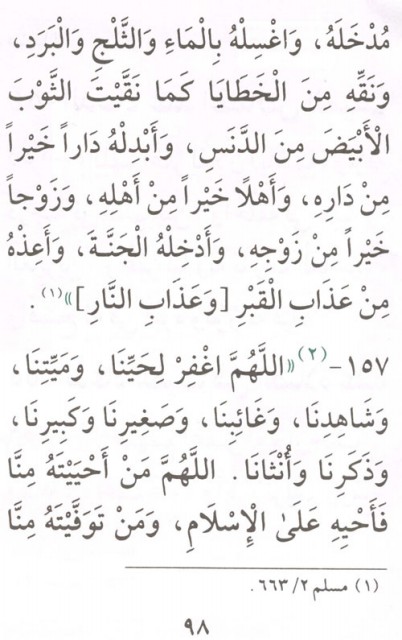 مُدْخَلَهُ، وَاغْسِلْهُ بِالْمَاءِ وَالثَّلْجِ وَالْبَرَدِ،
وَنَقِّهِ مِنَ الْخَطَايَا كَمَا نَقَّيْتَ الثَّوْبَ
الْأَبْيَضَ مِنَ الدَّنَسِ، وَأَبْدِلْهُ دَاراً خَيْراً
مِنْ دَارِهِ، وَأَهْلًا خَيْراً مِنْ أَهْلِهِ، وَزَوْجاً
خَيْراً مِنْ زَوْجِهِ، وَأَدْخِلْهُ الْجَنَّةَ، وَأَعِذْهُ
مِنْ عَذَابِ الْقَبْرِ [وَعَذَابِ النَّارِ]»(١).
١٥٧ -(٢)«اللَّهُمَّ اغْفِرْ لِحَيِّنَا، وَمَيِّتِنَا،
وَشَاهِدِنَا، وَغَائِبِنَا، وَصَغِيرِنَا وَكَبِيرِنَا،
وَذَكَرِنَا وَأُنْثَانَا. اللَّهُمَّ مَنْ أَحْيَيْتَهُ مِنَّا
فَأَحْيِهِ عَلَى الْإِسْلَامِ، وَمَنْ تَوَفَّيْتَهُ مِنَّا
(١) مسلم ٢/ ٦٦٣.
٩٨